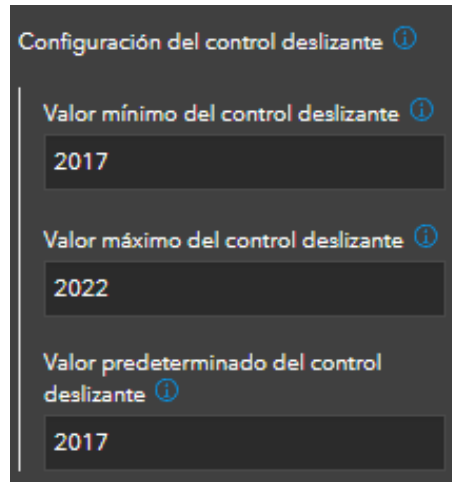 Configuración del control deslizante
Valor mínimo del control deslizante
2017
Valor máximo del control deslizante
2022
Valor predeterminado del control
deslizante
2017